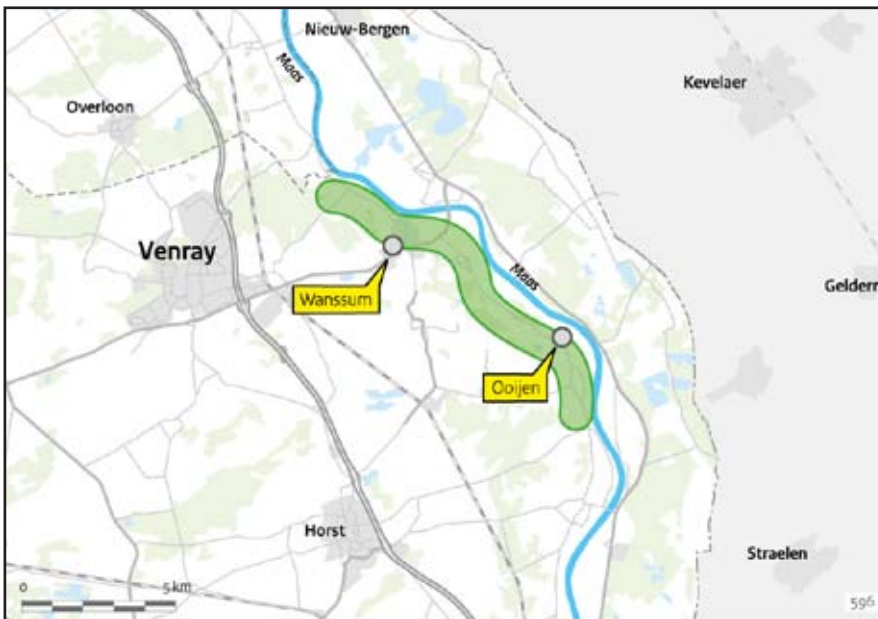 Nieuw-Bergen
Maas
Kevelaer
Overloon
Venray
Maas
Geldern
Wanssum
Ooijen
Horst
Straelen
0 5 km
596